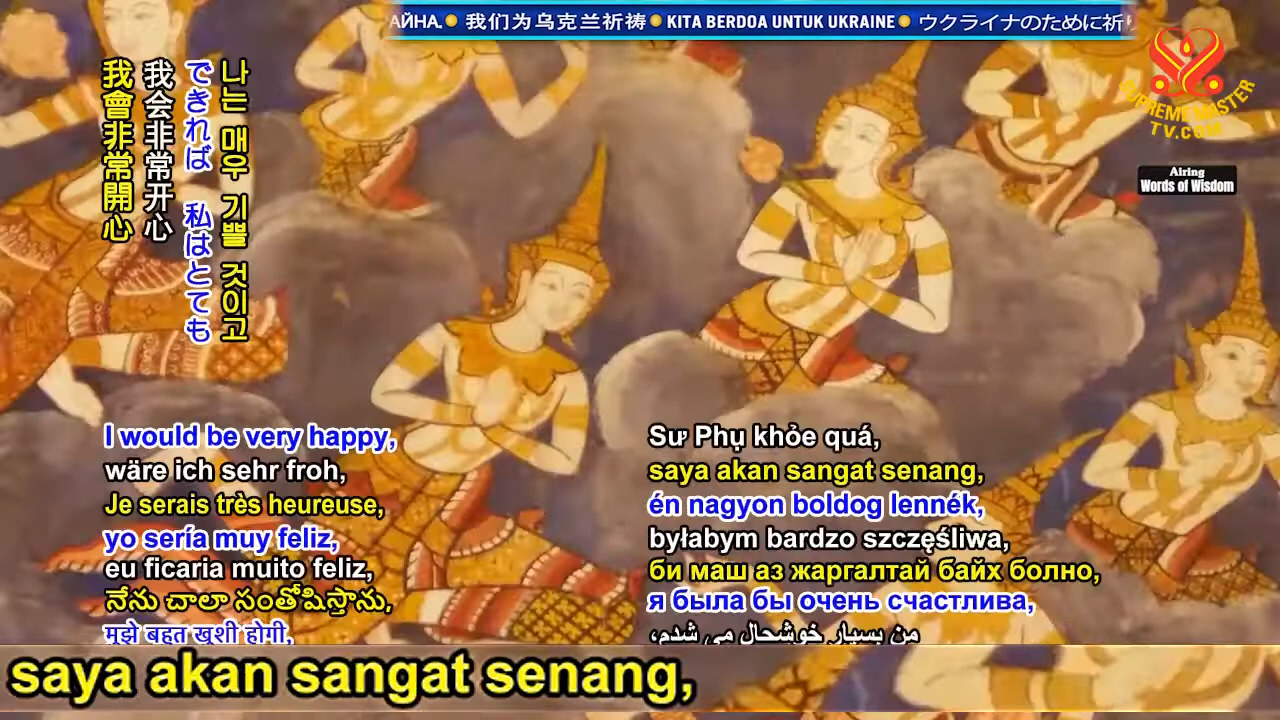 АЙНА. 我们为乌克兰祈祷 KITA BERDOA UNTUK UKRAINE ウクライナのために祈り
SUPREME MASTER
TV.COM
Airing
Words of Wisdom
나는 매우 기쁠 것이고
できれば 私はとても
我会非常开心
我會非常開心
I would be very happy,
wäre ich sehr froh,
Je serais très heureuse,
yo sería muy feliz,
eu ficaria muito feliz,
నేను చాలా సంతోషిస్తాను,
मुझे बहुत खुशी होगी,
Sư Phụ khỏe quá,
saya akan sangat senang,
én nagyon boldog lennék,
byłabym bardzo szczęśliwa,
би маш аз жаргалтай байх болно,
я была бы очень счастлива,
من بسیار خوشحال می شدم،
saya akan sangat senang,